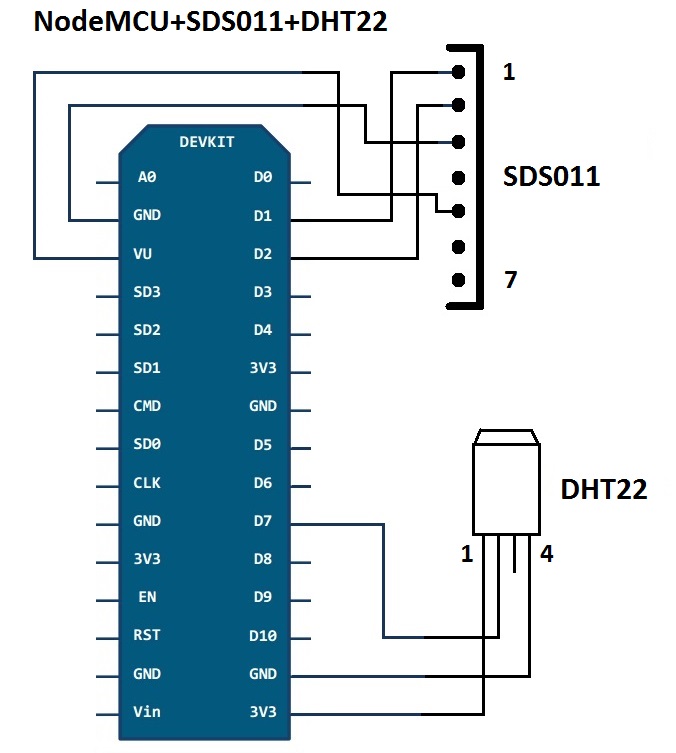 NodeMCU+SDS011+DHT22
1
DEVKIT
SDS011
A0 D0
GND D1
VU D2
7
SD3 D3
SD2 D4
SD1 3V3
CMD GND
SD0 D5
CLK D6
DHT22
GND D7
1 4
3V3 D8
EN D9
RST D10
GND GND
Vin 3V3